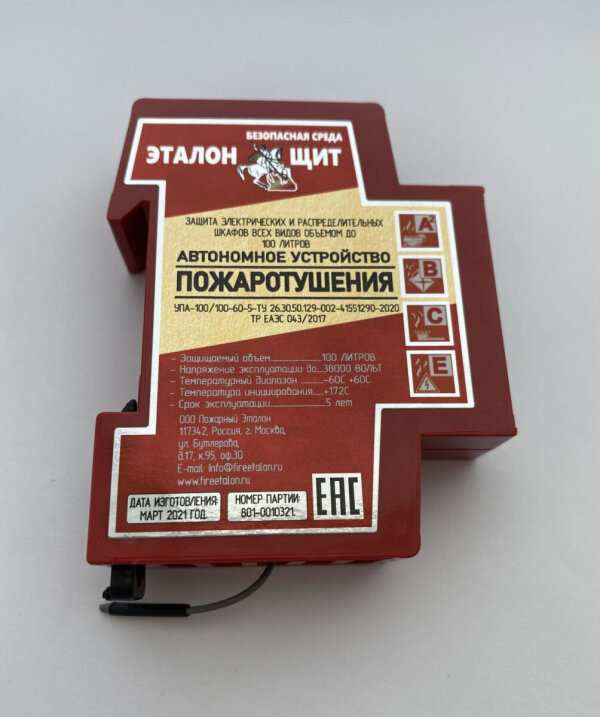 БЕЗОПАСНАЯ СРЕДА
ЭТАЛОН ЩИТ
ЗАЩИТА ЭЛЕКТРИЧЕСКИХ И РАСПРЕДЕЛИТЕЛЬНЫХ
ШКАФОВ ВСЕХ ВИДОВ ОБЪЕМОМ ДО
100 ЛИТРОВ
АВТОНОМНОЕ УСТРОЙСТВО
ПОЖАРОТУШЕНИЯ
УПА-100/100-60-5-ТУ 26.30.50.129-002-41551290-2020
ТР ЕАЭС 043/2017
A2
B
C
E
- Защищаемый объем....................100 ЛИТРОВ
- Напряжение эксплуатации до...38000 ВОЛЬТ
- Температурный диапазон .........-60С +60С
- Температура инициирования.....+172С
- Срок эксплуатации....................5 лет
ООО Пожарный Эталон
117342, Россия, г. Москва,
ул. Бутлерова,
д.17, к.95, оф.30
E-mail: Info@fireetalon.ru
www.fireetalon.ru
ДАТА ИЗГОТОВЛЕНИЯ:
МАРТ 2021 ГОД.
НОМЕР ПАРТИИ:
801-0010321.
EAC